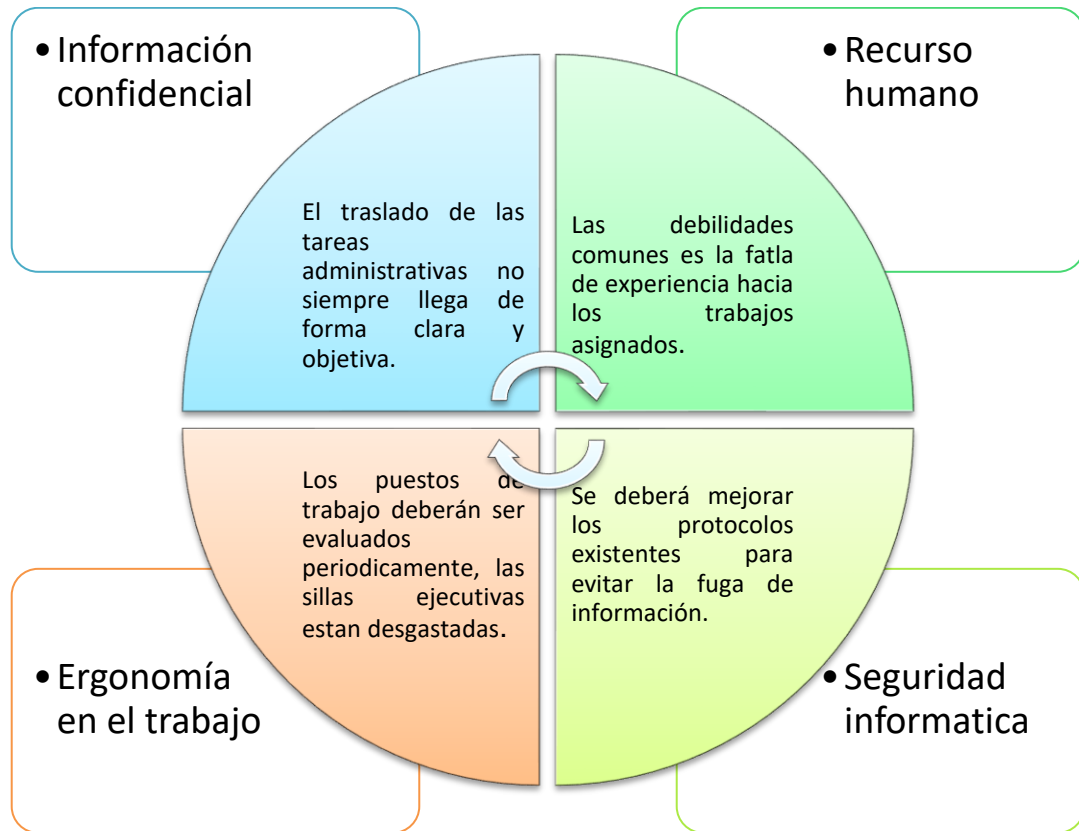 • Información
confidencial
• Recurso
humano
El traslado de las
tareas
administrativas no
siempre llega de
forma clara y
objetiva.
Las debilidades
comunes es la fatla
de experiencia hacia
los trabajos
asignados.
Los puestos de
trabajo deberán ser
evaluados
periodicamente, las
sillas ejecutivas
estan desgastadas.
Se deberá mejorar
los protocolos
existentes para
evitar la fuga de
información.
• Ergonomía
en el trabajo
• Seguridad
informatica